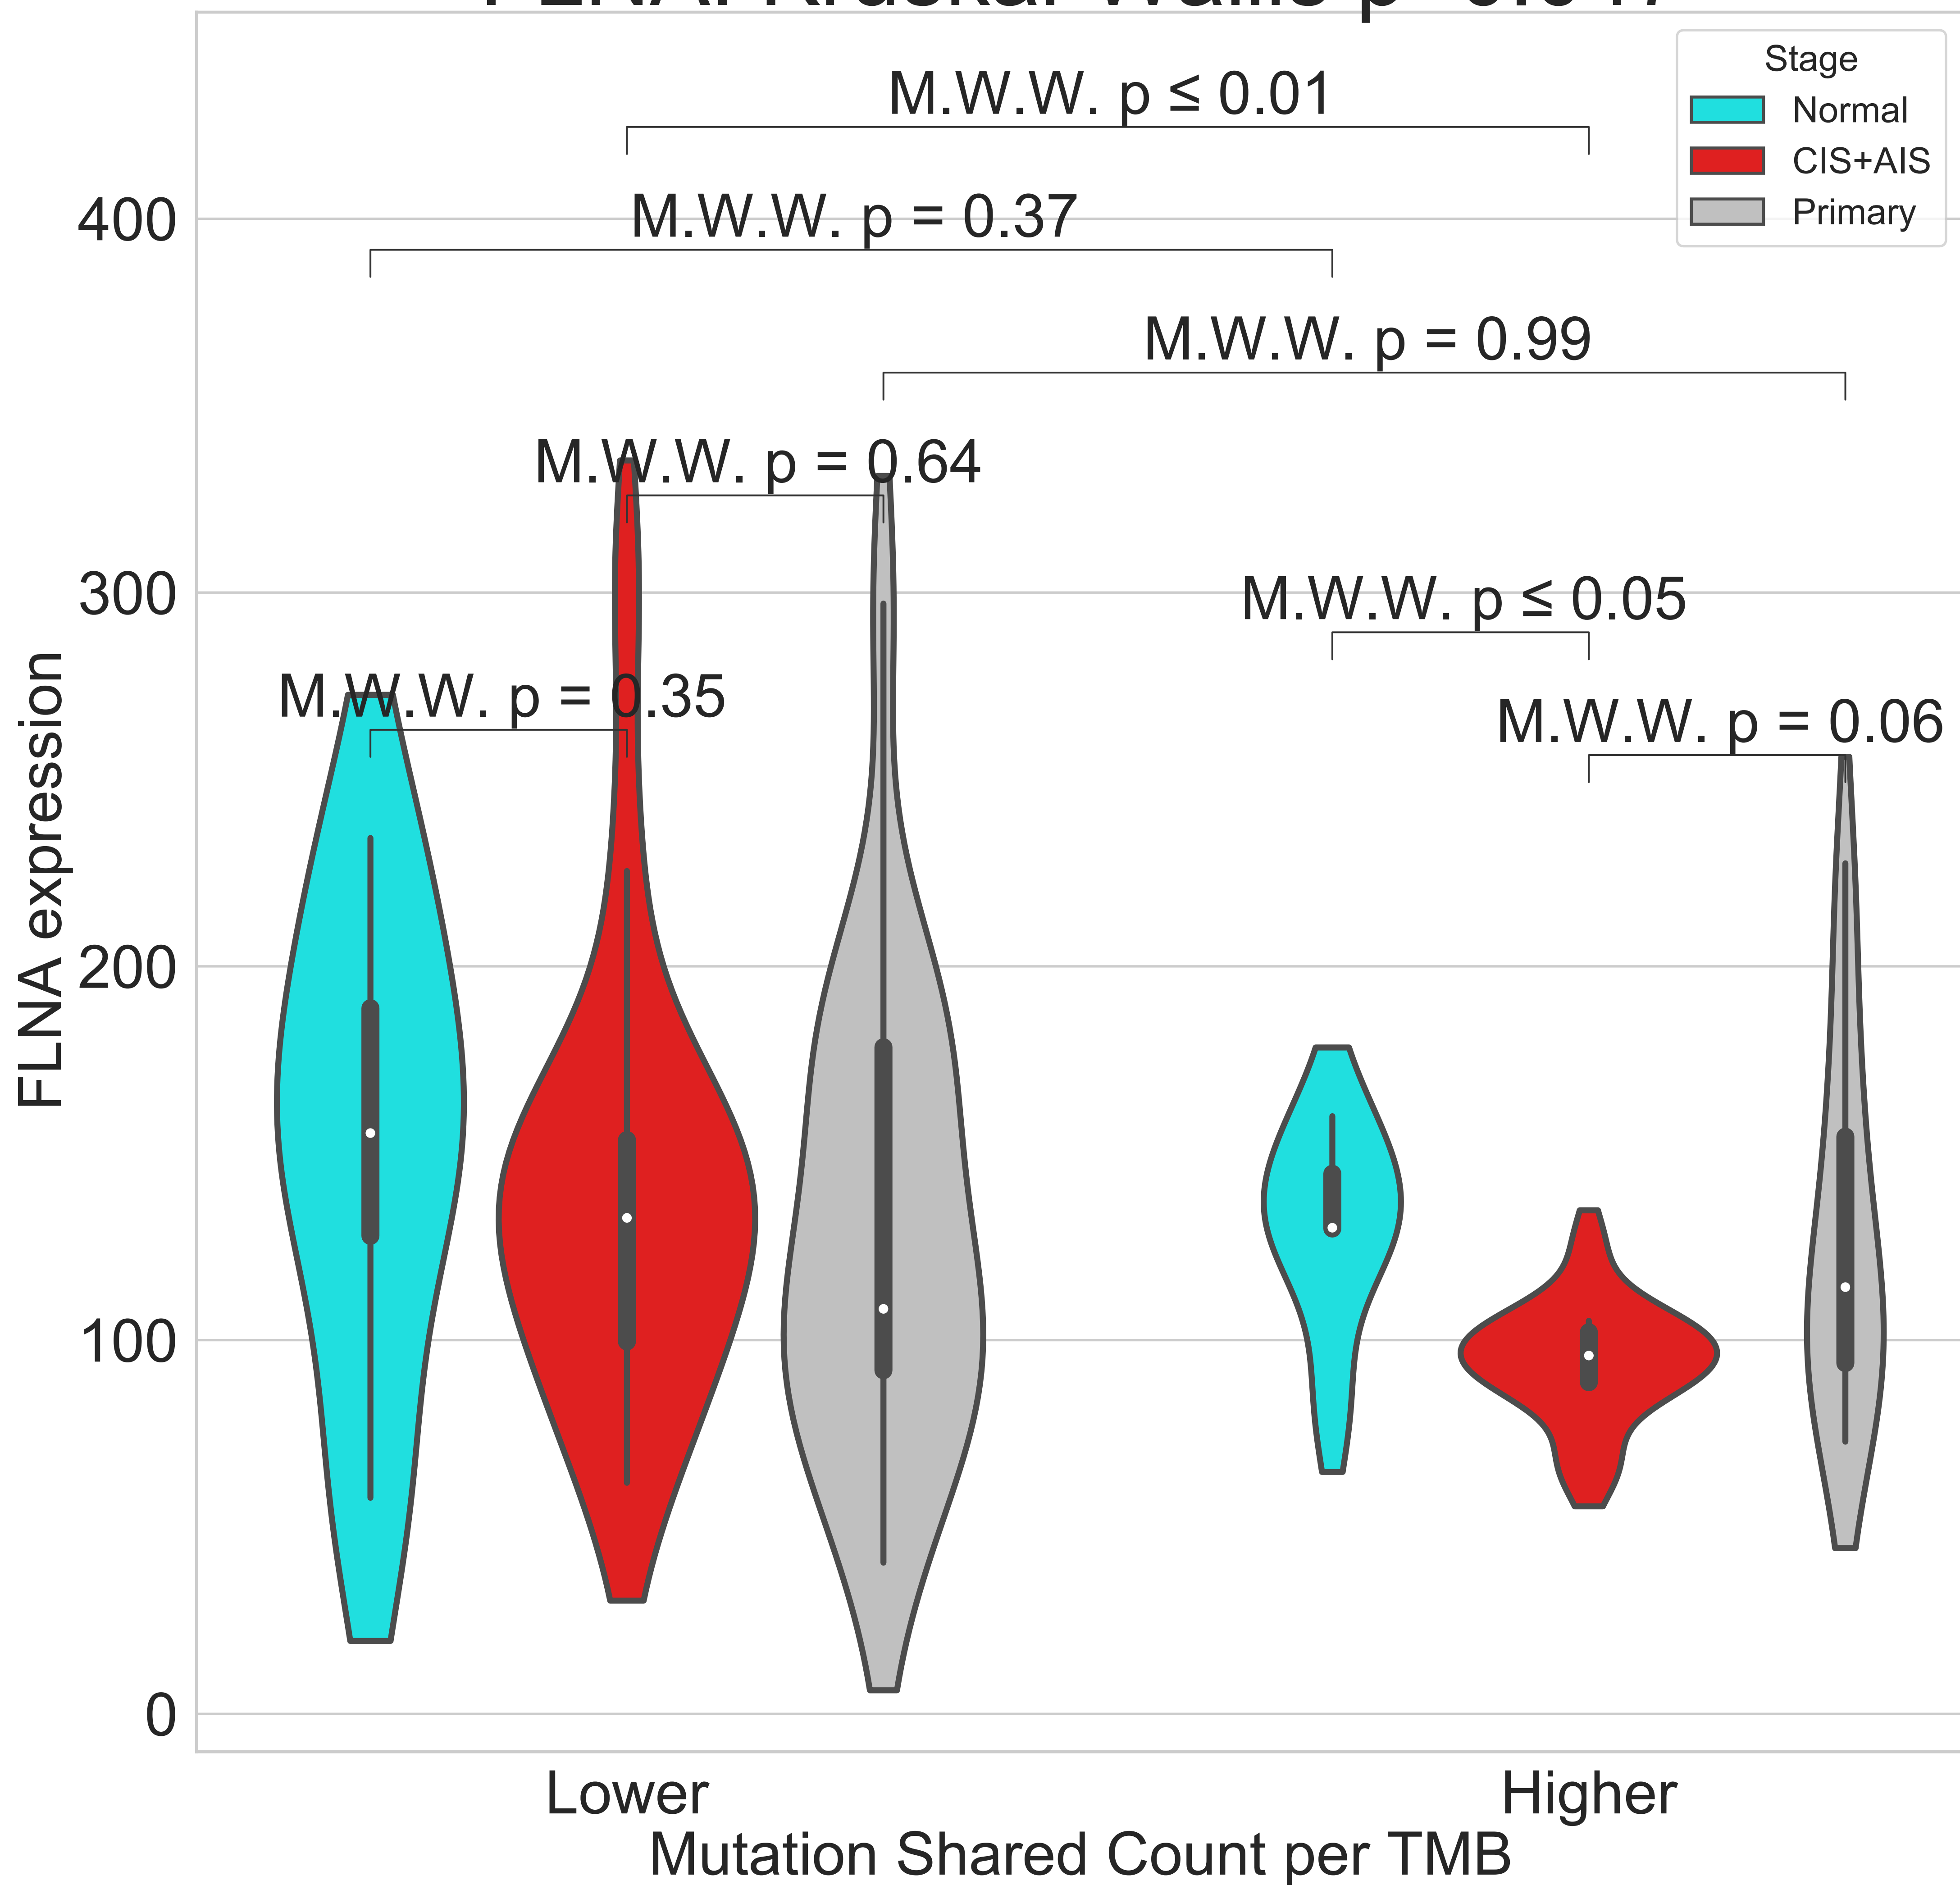 M.W.W. p ≤ 0.01
M.W.W. p = 0.37
M.W.W. p = 0.99
M.W.W. p = 0.64
M.W.W. p ≤ 0.05
M.W.W. p = 0.35
M.W.W. p = 0.06
Stage
Normal
CIS+AIS
Primary
FLNA expression
400
300
200
100
0
Lower
Higher
Mutation Shared Count per TMB